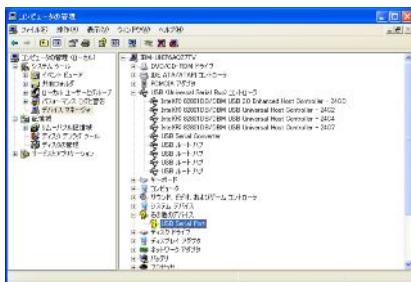 コンピュータの管理
ファイル(F) 操作(A) 表示(V) ウィンドウ(W) ヘルプ(H)
コンピュータの管理 (ローカル)
システム ツール
イベント ビューア
共有フォルダ
ローカル ユーザーとグループ
パフォーマンス ログと警告
デバイス マネージャ
記憶域
リムーバブル記憶域
ディスク デフラグ ツール
ディスクの管理
サービスとアプリケーション
DVD/CD-ROM ドライブ
IDE ATA/ATAPI コントローラ
PCMCIA アダプタ
USB (Universal Serial Bus) コントローラ
Intel(R) 82801DB/DBM USB 2.0 Enhanced Host Controller - 24CD
Intel(R) 82801DB/DBM USB Universal Host Controller - 24C2
Intel(R) 82801DB/DBM USB Universal Host Controller - 24C4
Intel(R) 82801DB/DBM USB Universal Host Controller - 24C7
USB Serial Converter
USB ルート ハブ
USB ルート ハブ
USB ルート ハブ
USB ルート ハブ
キーボード
コンピュータ
サウンド、ビデオ、およびゲーム コントローラ
システム デバイス
その他のデバイス
USB Serial Port
ディスク ドライブ
ディスプレイ アダプタ
ネットワーク アダプタ
バッテリ